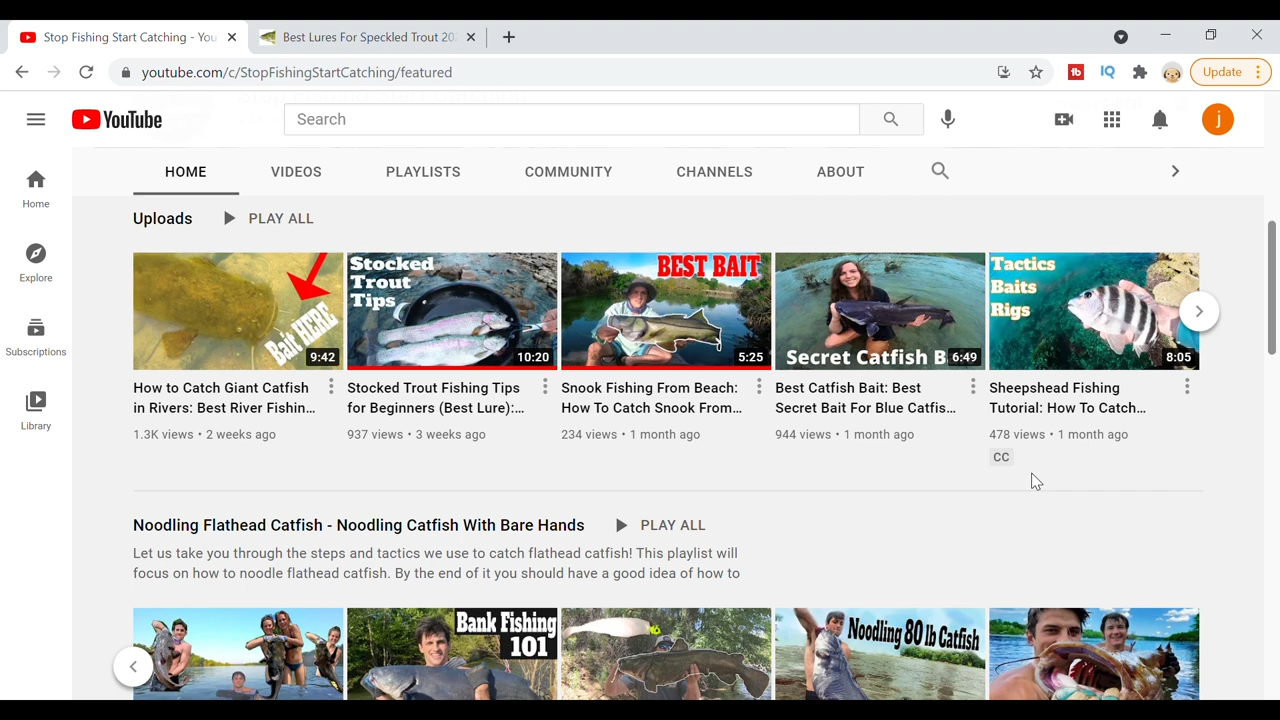 Stop Fishing Start Catching - You
Best Lures For Speckled Trout 20
youtube.com/c/StopFishingStartCatching/featured
tb
IQ
Update
YouTube
Search
j
HOME VIDEOS PLAYLISTS COMMUNITY CHANNELS ABOUT
Home
Explore
Subscriptions
Library
Uploads PLAY ALL
Bait HERE
9:42
Stocked
Trout
Tips
10:20
BEST BAIT
5:25
Secret Catfish B
6:49
Tactics
Baits
Rigs
8:05
How to Catch Giant Catfish
in Rivers: Best River Fishin...
1.3K views • 2 weeks ago
Stocked Trout Fishing Tips
for Beginners (Best Lure):...
937 views • 3 weeks ago
Snook Fishing From Beach:
How To Catch Snook From...
234 views • 1 month ago
Best Catfish Bait: Best
Secret Bait For Blue Catfis...
944 views • 1 month ago
Sheepshead Fishing
Tutorial: How To Catch...
478 views • 1 month ago
CC
Noodling Flathead Catfish - Noodling Catfish With Bare Hands PLAY ALL
Let us take you through the steps and tactics we use to catch flathead catfish! This playlist will
focus on how to noodle flathead catfish. By the end of it you should have a good idea of how to
Bank Fishing
101
Noodling 80 lb Catfish